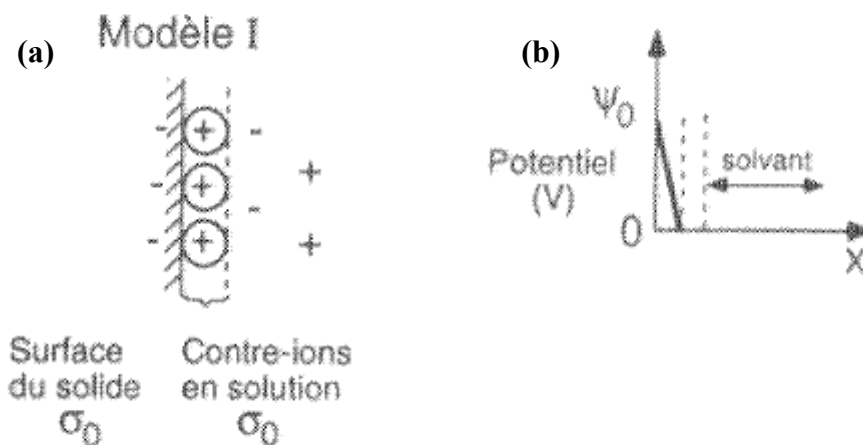 Modèle I
(a)
- + -
+
- +
-
- + +
Surface
du solide
σ0
Contre-ions
en solution
σ0
(b)
Ψ0
Potentiel
(V)
solvant
0
X